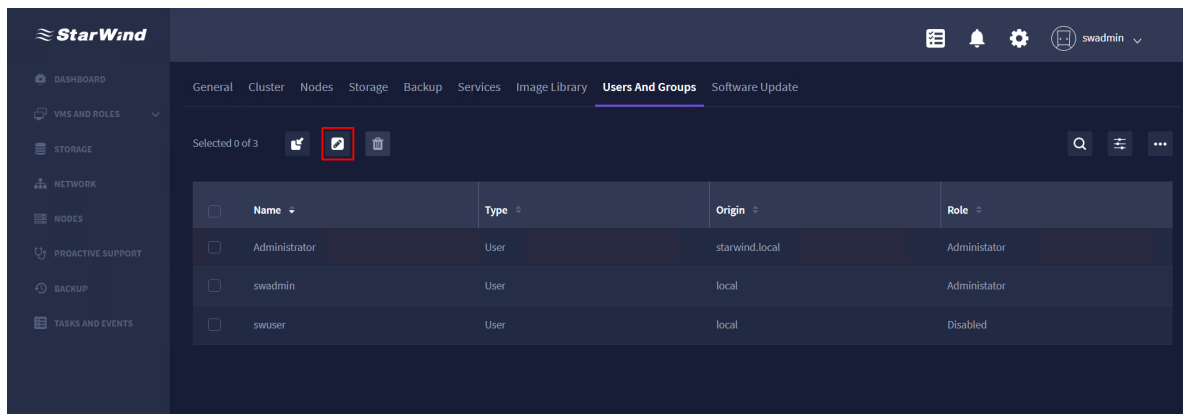 StarWind
swadmin
DASHBOARD
General Cluster Nodes Storage Backup Services Image Library Users And Groups Software Update
VMS AND ROLES
Selected 0 of 3
STORAGE
NETWORK
Name Type Origin Role
NODES
Administrator User starwind.local Administator
PROACTIVE SUPPORT
swadmin User local Administator
BACKUP
swuser User local Disabled
TASKS AND EVENTS